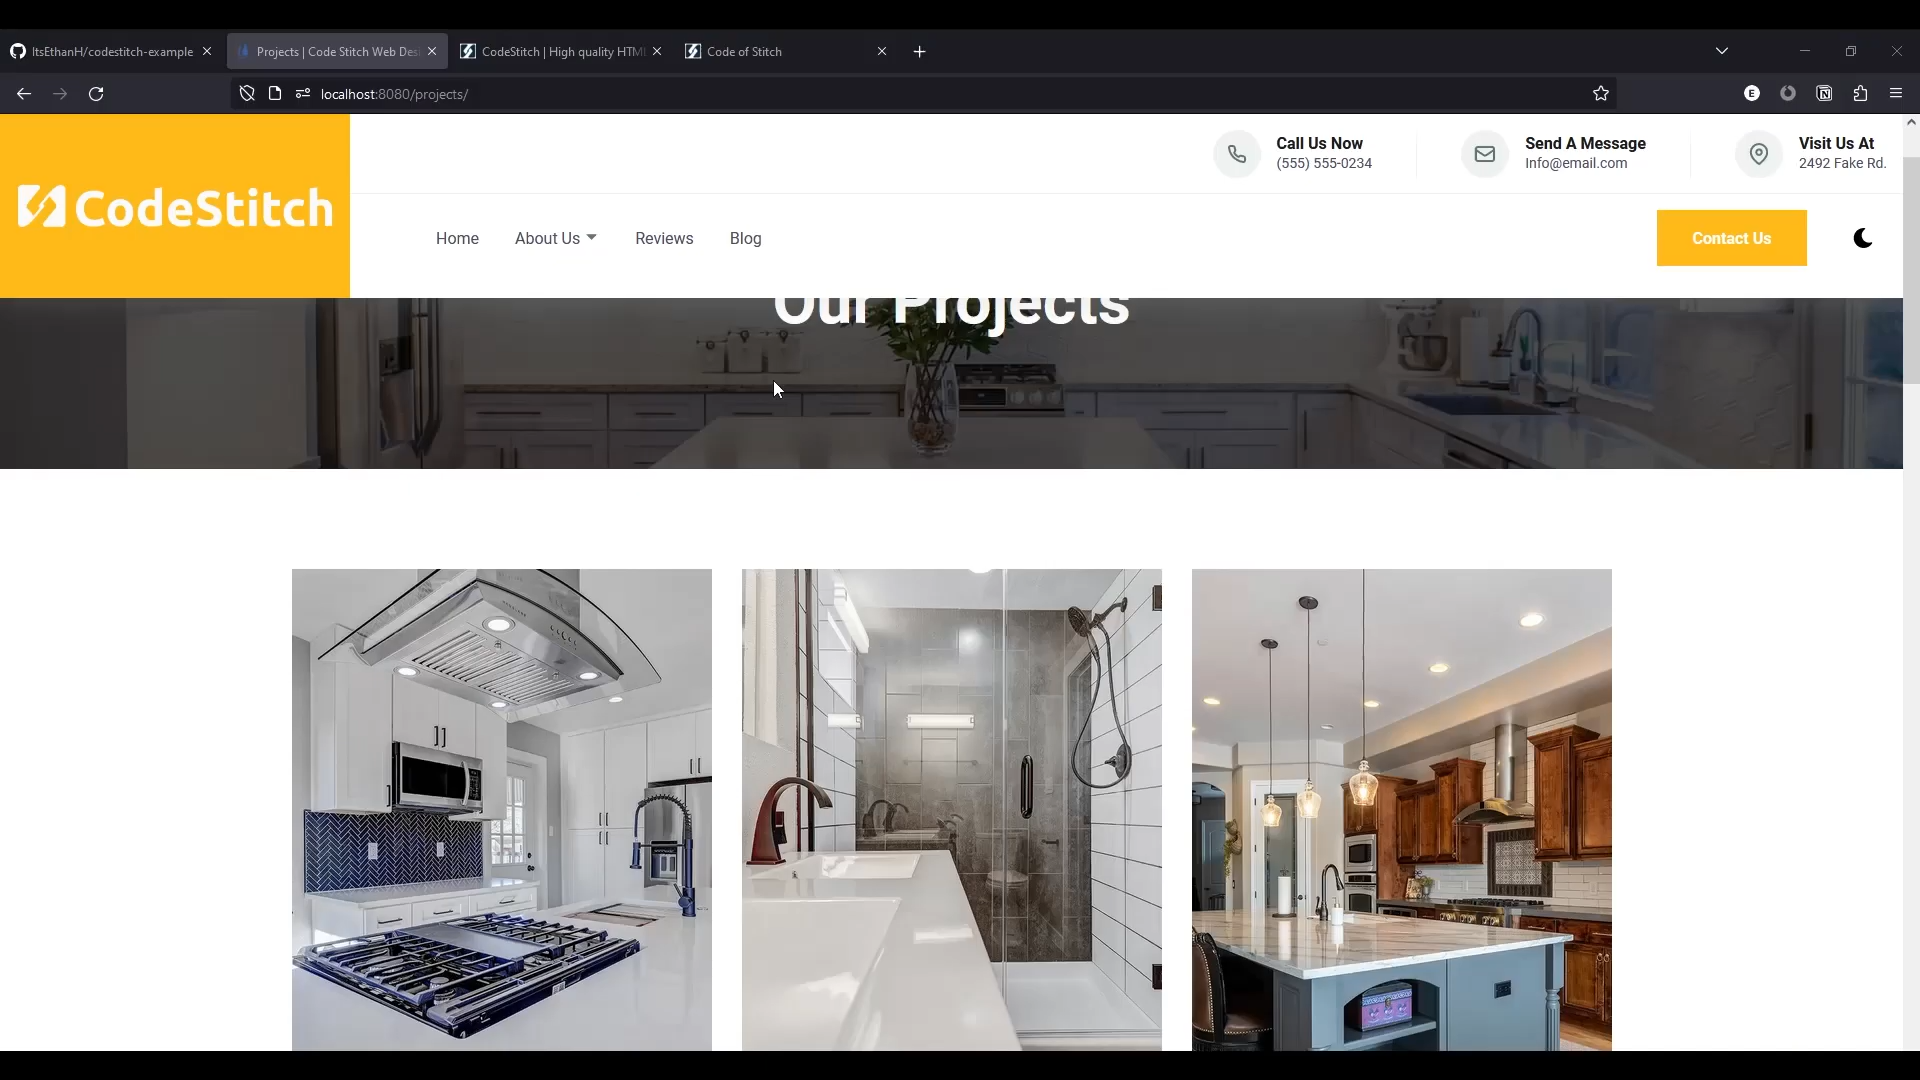 ItsEthanH/codestitch-example
Projects | Code Stitch Web Des
CodeStitch | High quality HTM
Code of Stitch
localhost:8080/projects/
E
N
CodeStitch
Call Us Now
(555) 555-0234
Send A Message
Info@email.com
Visit Us At
2492 Fake Rd.
Home
About Us
Reviews
Blog
Contact Us
Our Projects